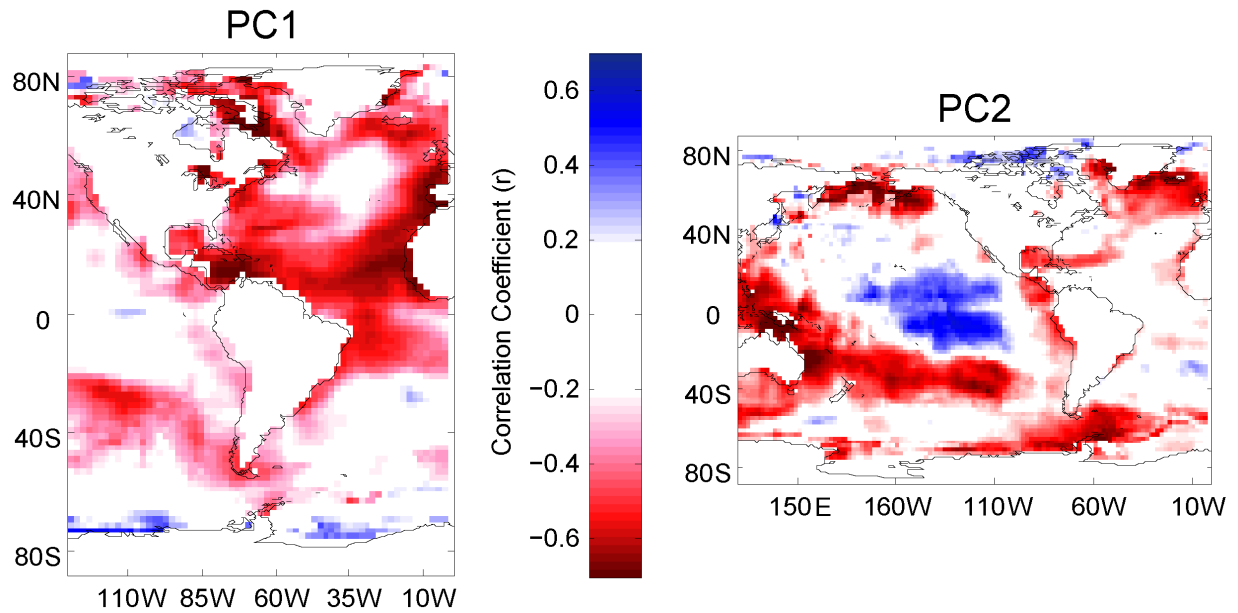 PC1
80N
40N
0
40S
80S
110W 85W 60W 35W 10W
Correlation Coefficient (r)
0.6
0.4
0.2
0
−0.2
−0.4
−0.6
PC2
80N
40N
0
40S
80S
150E 160W 110W 60W 10W